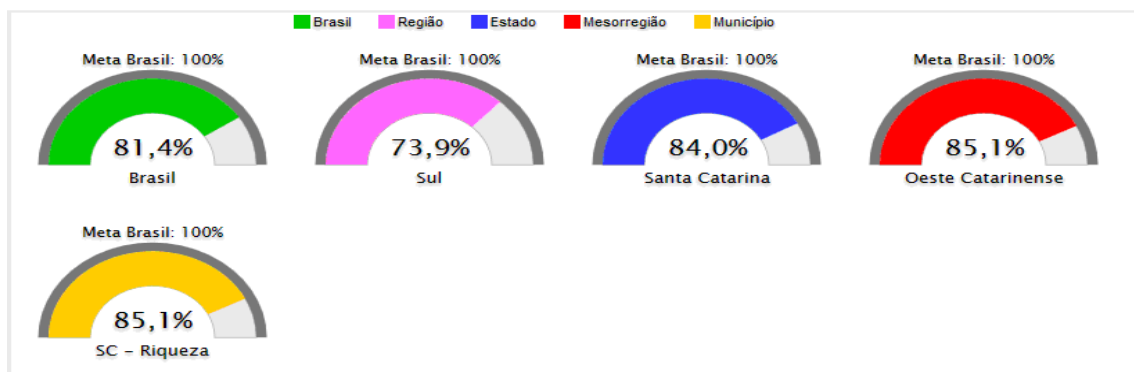 Brasil Região Estado Mesorregião Município
Meta Brasil: 100% Meta Brasil: 100% Meta Brasil: 100% Meta Brasil: 100%
81,4% 73,9% 84,0% 85,1%
Brasil Sul Santa Catarina Oeste Catarinense
Meta Brasil: 100%
85,1%
SC - Riqueza